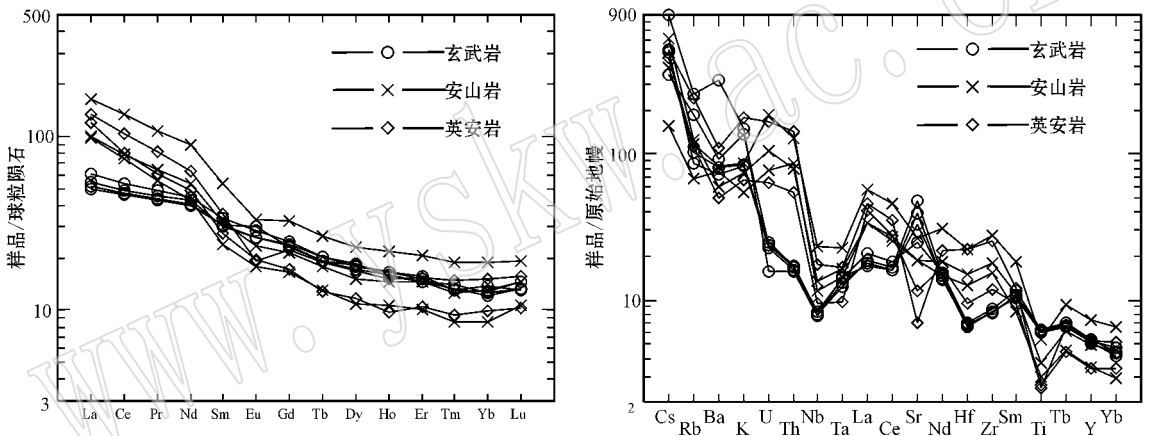 500
100
10
3
样品/球粒陨石
玄武岩
安山岩
英安岩
La Ce Pr Nd Sm Eu Gd Tb Dy Ho Er Tm Yb Lu
900
100
10
2
样品/原始地幔
玄武岩
安山岩
英安岩
Cs Rb Ba K U Th Nb Ta La Ce Sr Nd Hf Zr Sm Ti Tb Y Yb
www.yskw.ac.c